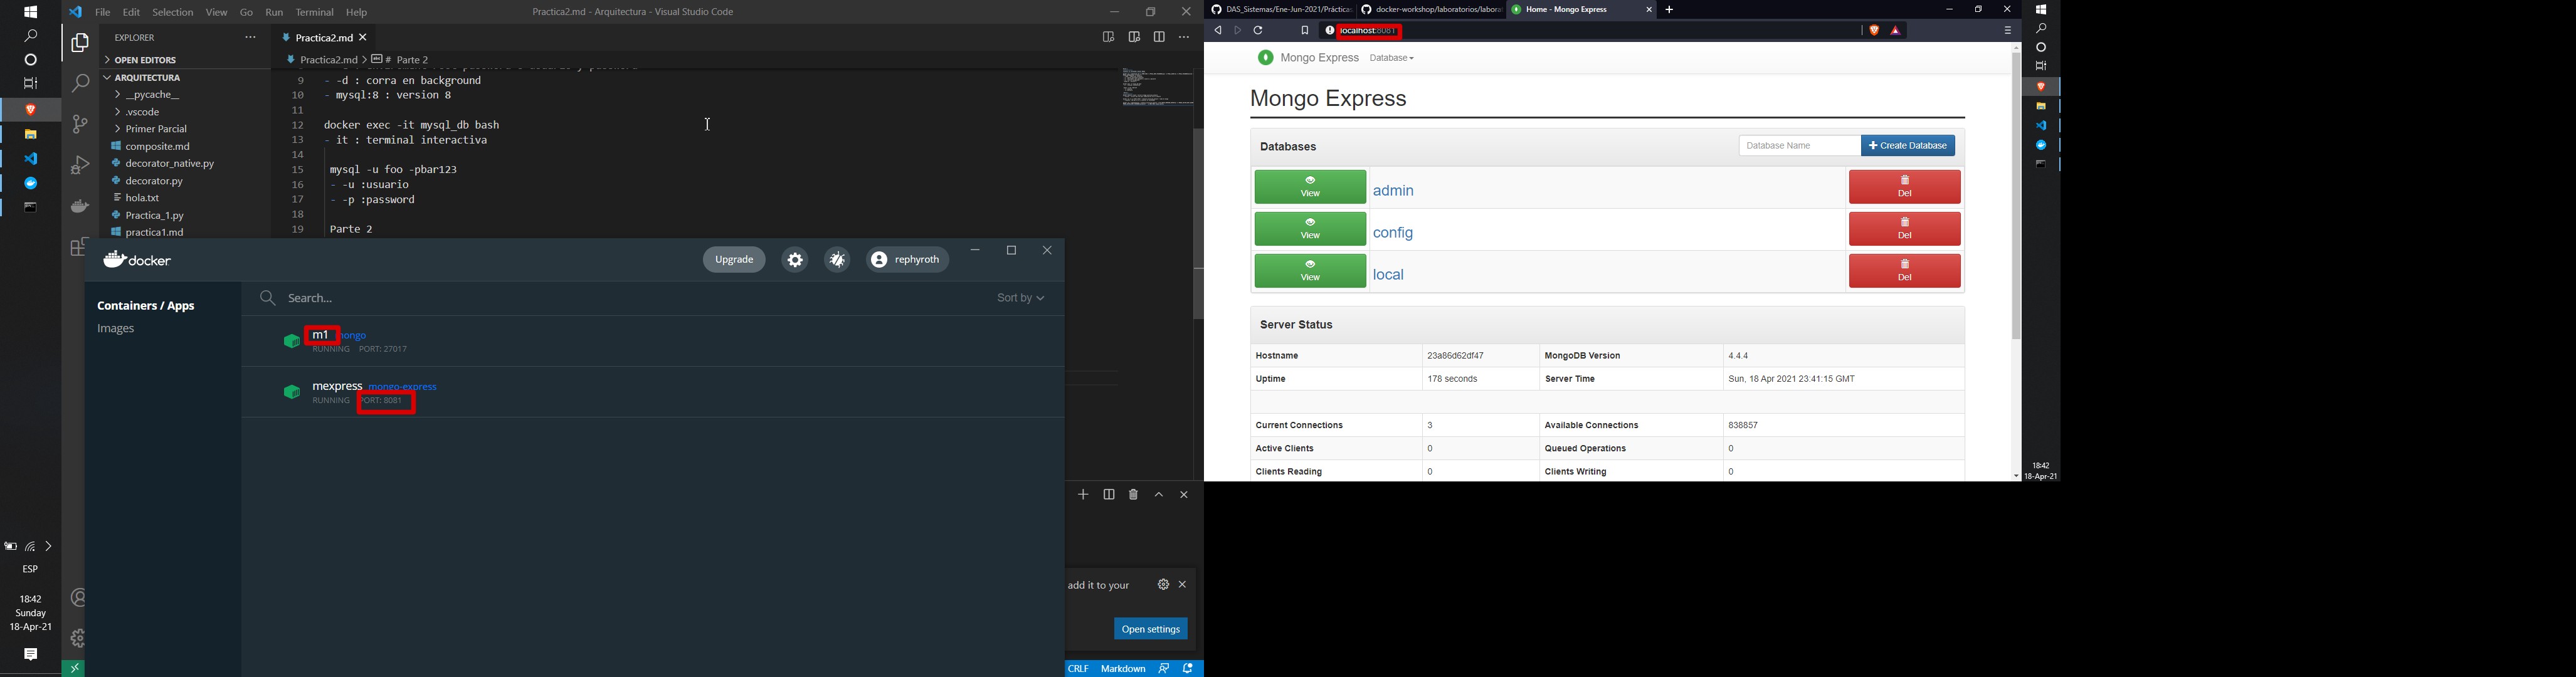 File Edit Selection View Go Run Terminal Help
Practica2.md - Arquitectura - Visual Studio Code
EXPLORER
OPEN EDITORS
ARQUITECTURA
__pycache__
.vscode
Primer Parcial
composite.md
decorator_native.py
decorator.py
hola.txt
Practica_1.py
practica1.md
Practica2.md
Practica2.md > # Parte 2
9 - -d : corra en background
10 - mysql:8 : version 8
11
12 docker exec -it mysql_db bash
13 - it : terminal interactiva
14
15 mysql -u foo -pbar123
16 - -u :usuario
17 - -p :password
18
19 Parte 2
docker
Upgrade
rephyroth
Containers / Apps
Images
Search...
Sort by
m1 mongo
RUNNING PORT: 27017
mexpress mongo-express
RUNNING PORT: 8081
add it to your
Open settings
CRLF Markdown
ESP
18:42
Sunday
18-Apr-21
DAS_Sistemas/Ene-Jun-2021/Práctica
docker-workshop/laboratorios/labora
Home - Mongo Express
localhost:8081
Mongo Express Database
Mongo Express
Databases
Database Name
Create Database
View admin Del
View config Del
View local Del
Server Status
Hostname 23a86d62df47 MongoDB Version 4.4.4
Uptime 178 seconds Server Time Sun, 18 Apr 2021 23:41:15 GMT
Current Connections 3 Available Connections 838857
Active Clients 0 Queued Operations 0
Clients Reading 0 Clients Writing 0
18:42
18-Apr-21